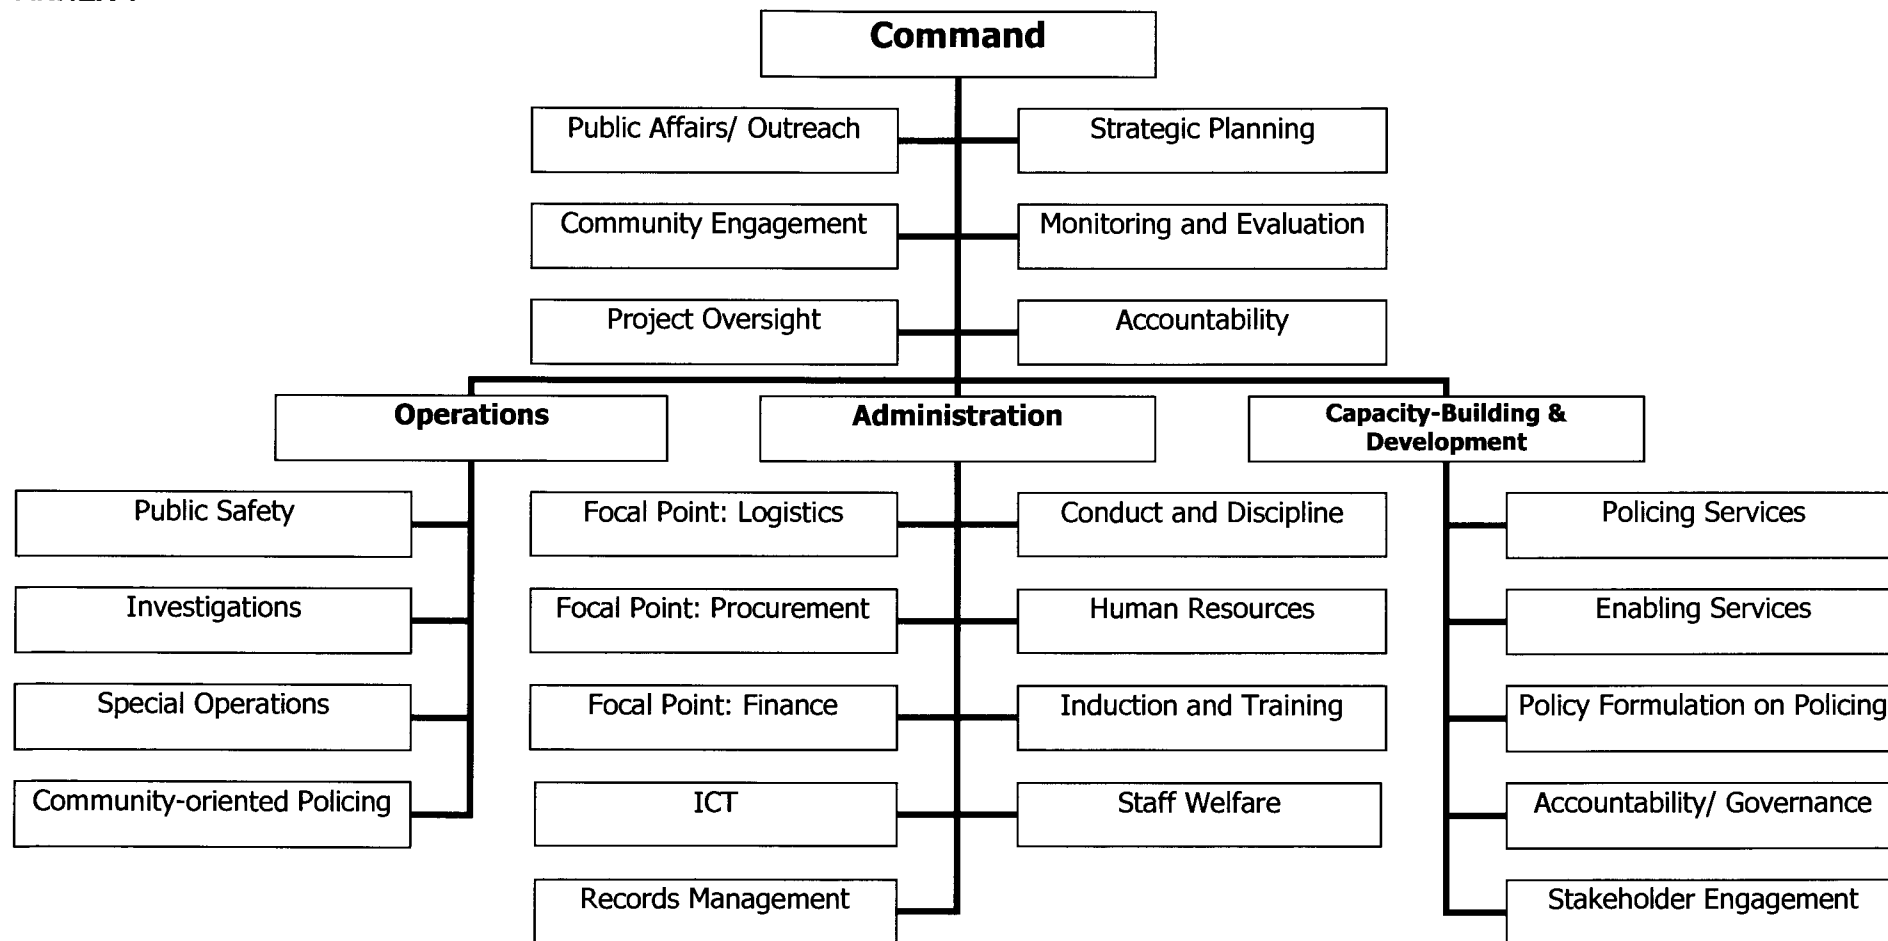 Command
Public Affairs/ Outreach
Strategic Planning
Community Engagement
Monitoring and Evaluation
Project Oversight
Accountability
Operations
Administration
Capacity-Building &
Development
Public Safety
Focal Point: Logistics
Conduct and Discipline
Policing Services
Investigations
Focal Point: Procurement
Human Resources
Enabling Services
Special Operations
Focal Point: Finance
Induction and Training
Policy Formulation on Policing
Community-oriented Policing
ICT
Staff Welfare
Accountability/ Governance
Records Management
Stakeholder Engagement